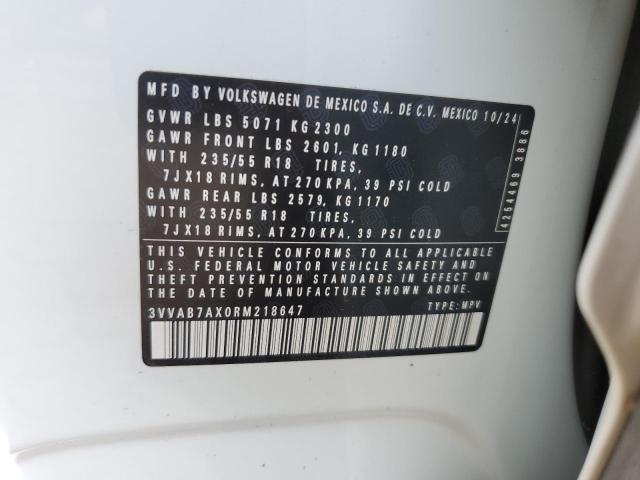 MFD BY VOLKSWAGEN DE MEXICO S.A. DE C.V. MEXICO 10/24
GVWR LBS 5071 KG 2300
GAWR FRONT LBS 2601, KG 1180
WITH 235/55 R18 TIRES,
7JX18 RIMS, AT 270 KPA, 39 PSI COLD
GAWR REAR LBS 2579, KG 1170
WITH 235/55 R18 TIRES,
7JX18 RIMS, AT 270 KPA, 39 PSI COLD
THIS VEHICLE CONFORMS TO ALL APPLICABLE
U.S. FEDERAL MOTOR VEHICLE SAFETY AND
THEFT PREVENTION STANDARDS IN EFFECT ON
THE DATE OF MANUFACTURE SHOWN ABOVE
3VVAB7AX0RM218647 TYPE: MPV
4254469 3886